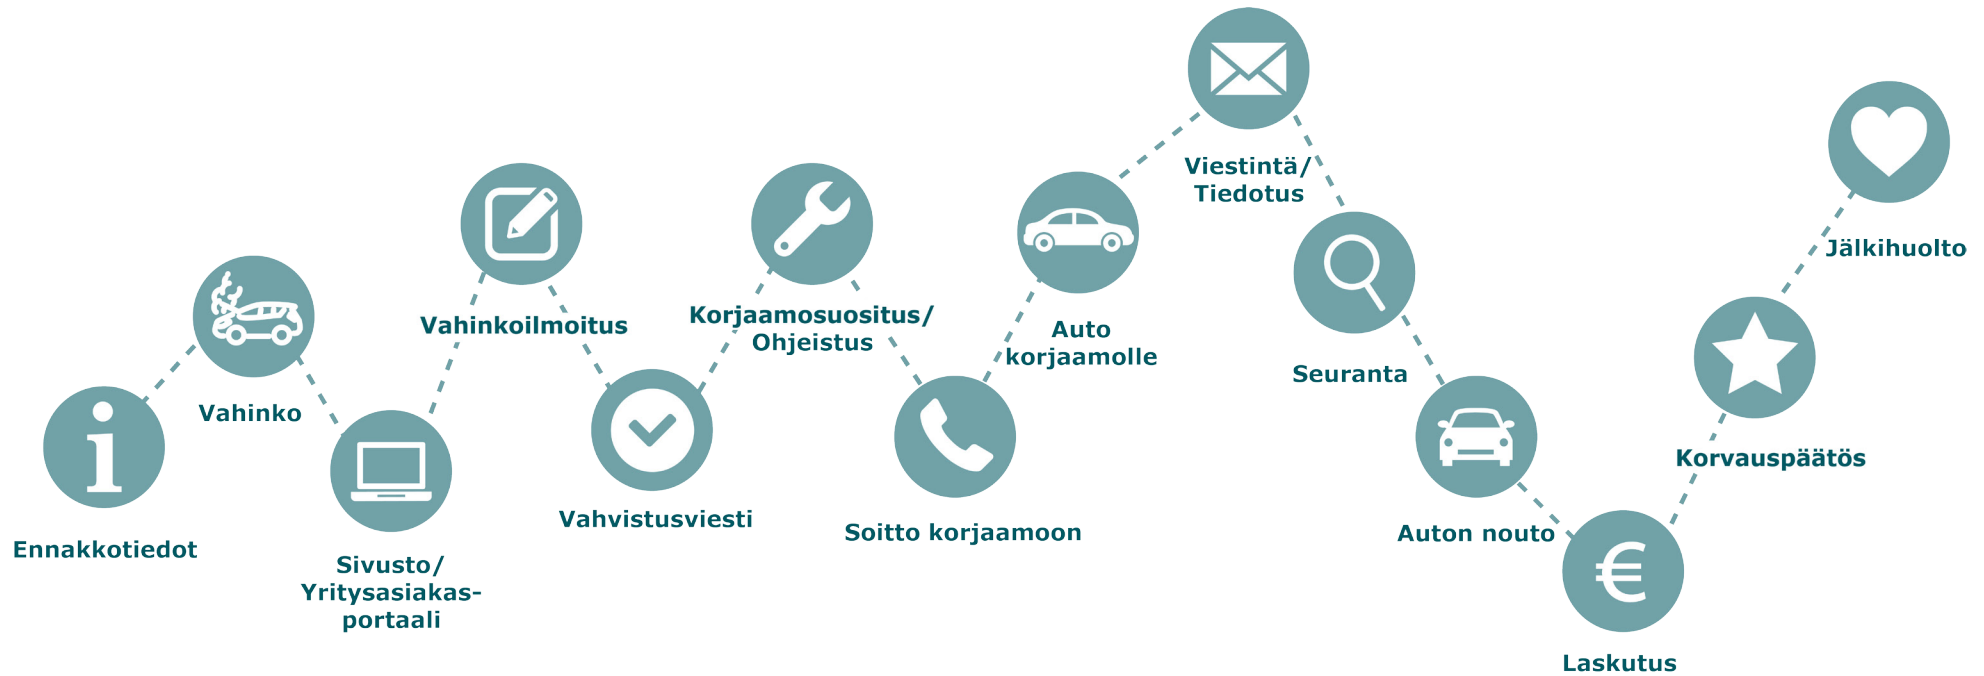 Ennakkotiedot
Vahinko
Sivusto/
Yritysasiakas-
portaali
Vahinkoilmoitus
Vahvistusviesti
Korjaamosuositus/
Ohjeistus
Soitto korjaamoon
Auto
korjaamolle
Viestintä/
Tiedotus
Seuranta
Auton nouto
Laskutus
Korvauspäätös
Jälkihuolto